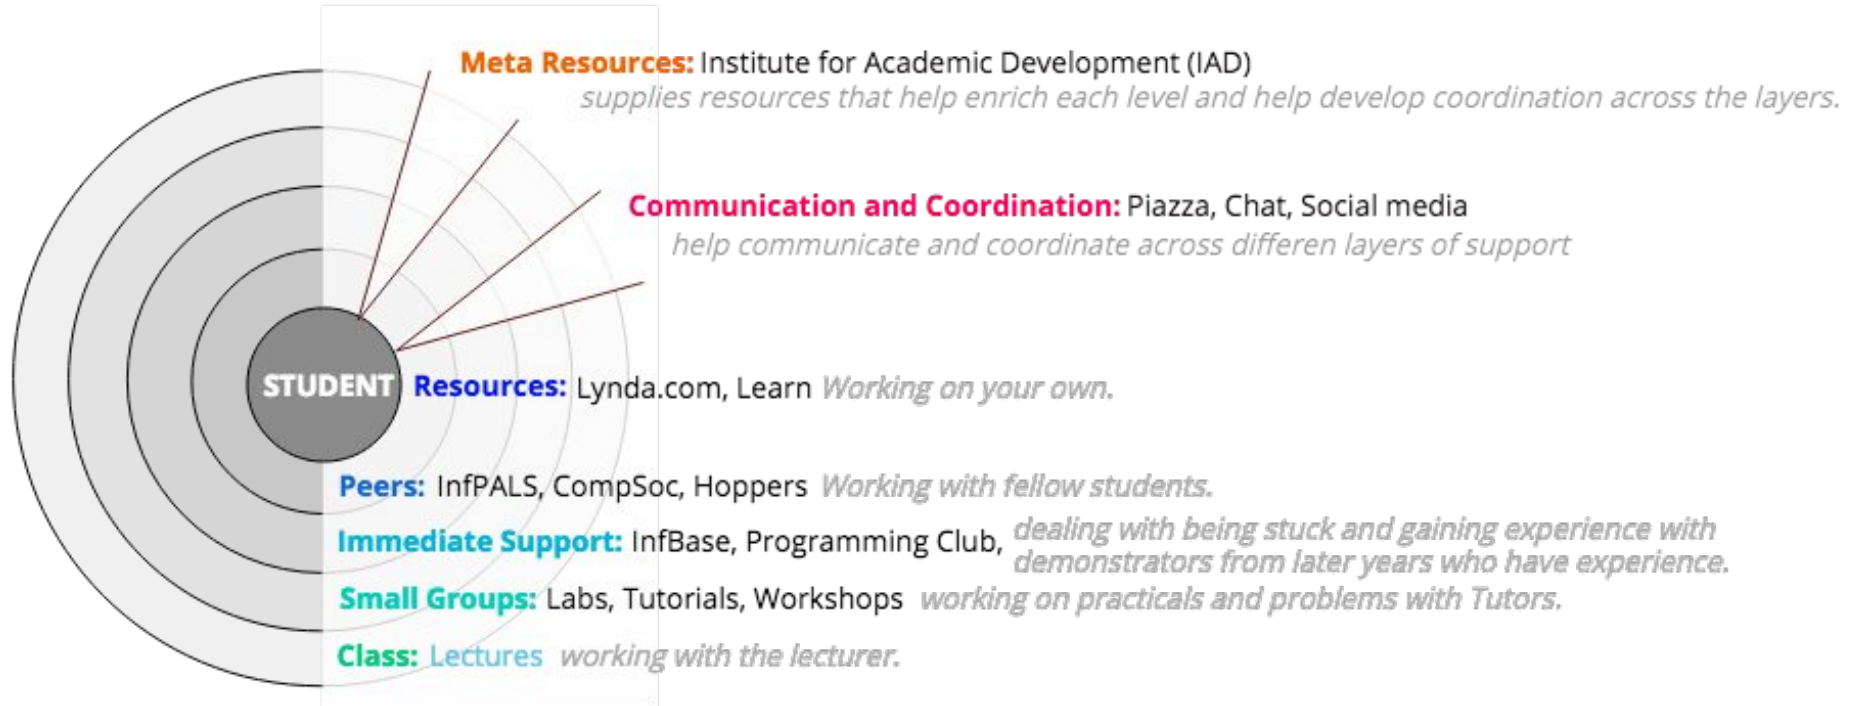 Meta Resources: Institute for Academic Development (IAD)
supplies resources that help enrich each level and help develop coordination across the layers.
Communication and Coordination: Piazza, Chat, Social media
help communicate and coordinate across differen layers of support
STUDENT
Resources: Lynda.com, Learn Working on your own.
Peers: InfPALS, CompSoc, Hoppers Working with fellow students.
Immediate Support: InfBase, Programming Club, dealing with being stuck and gaining experience with
demonstrators from later years who have experience.
Small Groups: Labs, Tutorials, Workshops working on practicals and problems with Tutors.
Class: Lectures working with the lecturer.